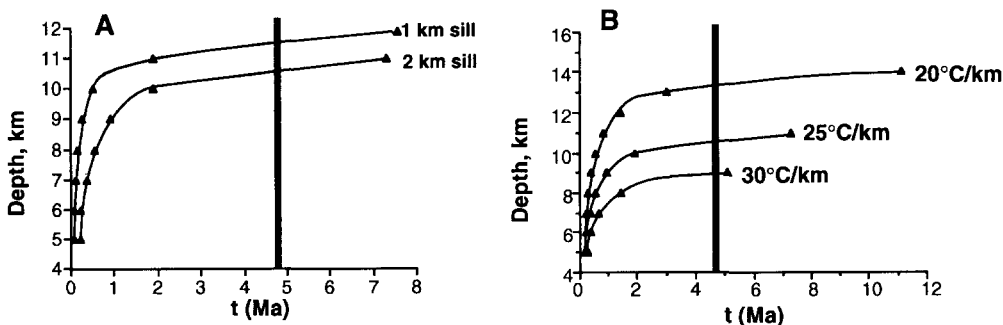 A
12
11
10
9
8
7
6
5
4
Depth, km
1 km sill
2 km sill
0 1 2 3 4 5 6 7 8
t (Ma)
B
16
14
12
10
8
6
4
Depth, km
20°C/km
25°C/km
30°C/km
0 2 4 6 8 10 12
t (Ma)